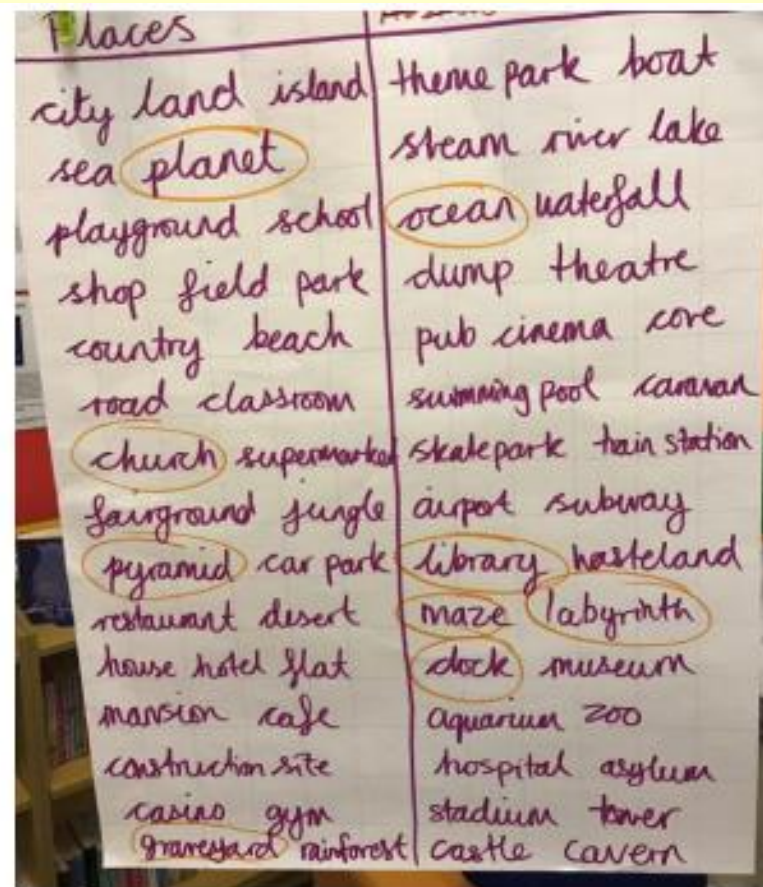 Places
city land island
sea planet
playground school
shop field park
country beach
road classroom
church supermarket
fairground jungle
pyramid car park
restaurant desert
house hotel flat
mansion cafe
construction site
casino gym
graveyard rainforest
theme park boat
steam river lake
ocean waterfall
dump theatre
pub cinema cove
swimming pool caravan
skatepark train station
airport subway
library wasteland
maze labyrinth
dock museum
aquarium zoo
hospital asylum
stadium tower
castle cavern